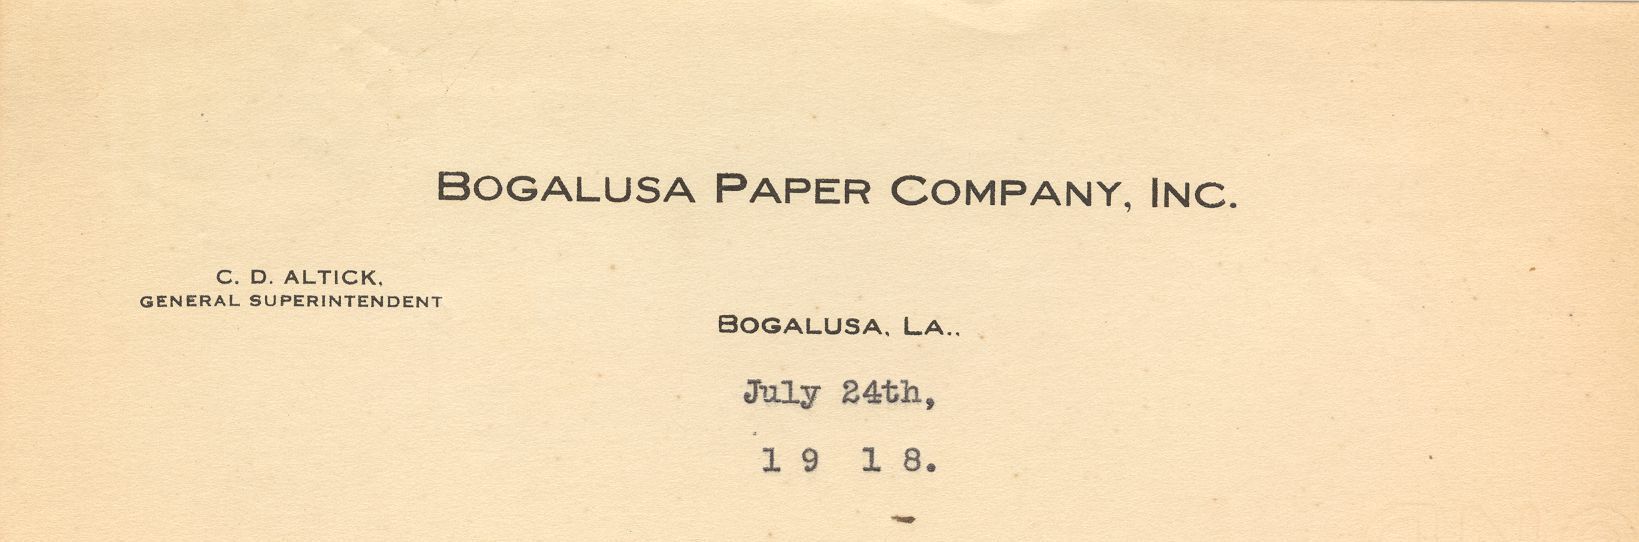 BOGALUSA PAPER COMPANY, INC.
C. D. ALTICK,
GENERAL SUPERINTENDENT
BOGALUSA, LA.,
July 24th,
1 9 1 8.